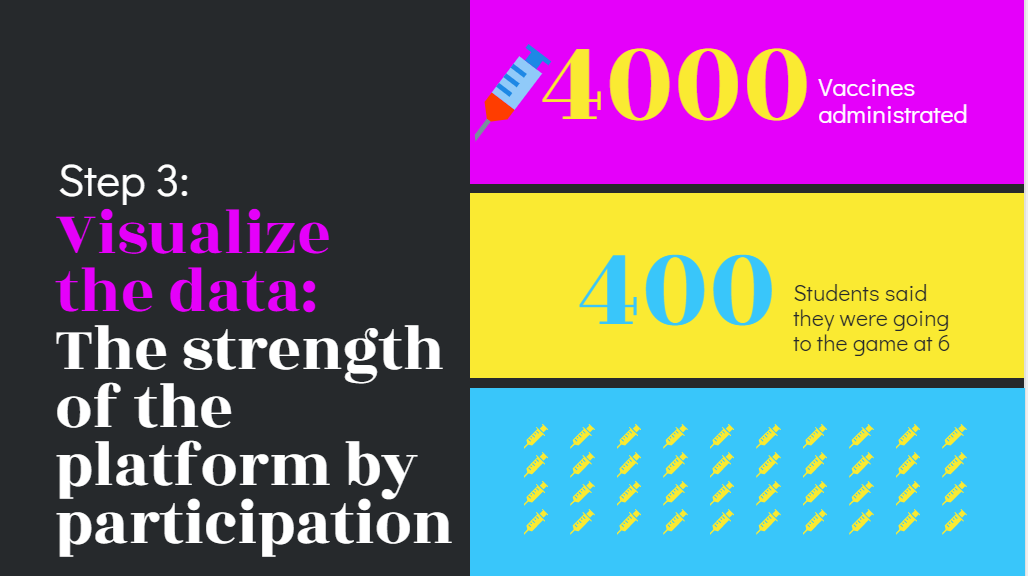 Step 3:
Visualize
the data:
The strength
of the
platform by
participation
4000
Vaccines
administrated
400
Students said
they were going
to the game at 6